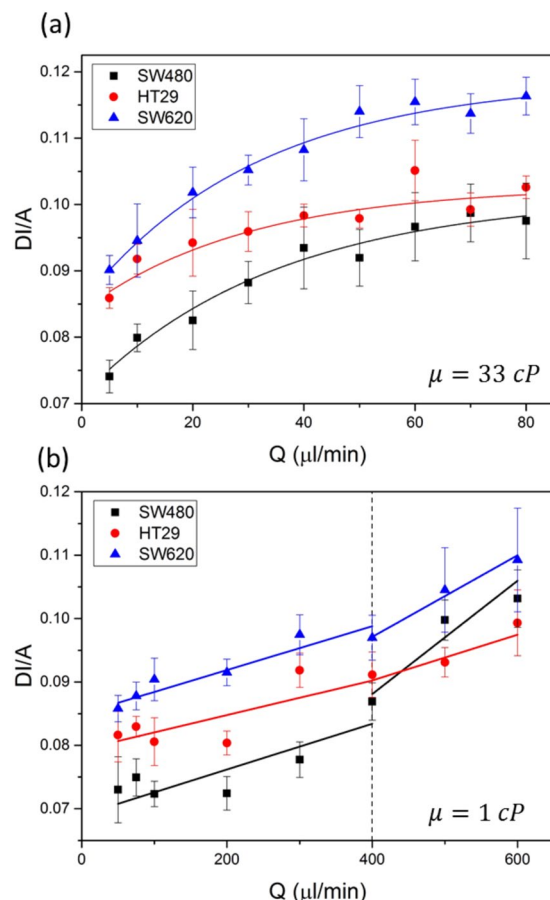 (a)
0.12
0.11
0.10
0.09
0.08
0.07
DI/A
SW480
HT29
SW620
μ = 33 cP
0
20
40
60
80
Q (μl/min)
(b)
0.12
0.11
0.10
0.09
0.08
0.07
DI/A
SW480
HT29
SW620
μ = 1 cP
0
200
400
600
Q (μl/min)